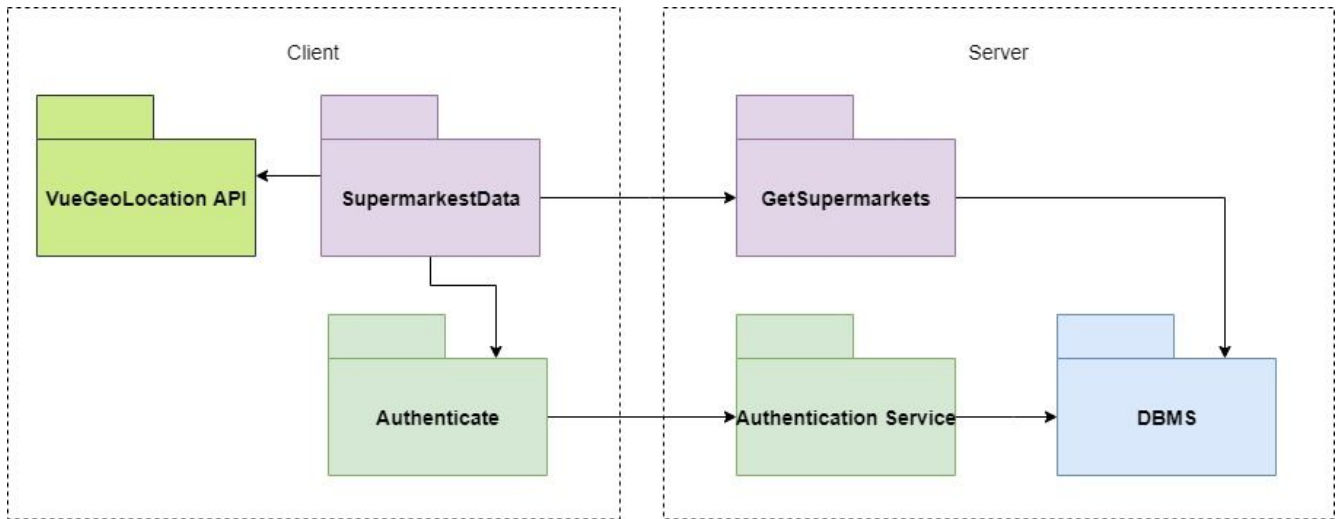 Client
Server
VueGeoLocation API
SupermarkestData
GetSupermarkets
Authenticate
Authentication Service
DBMS